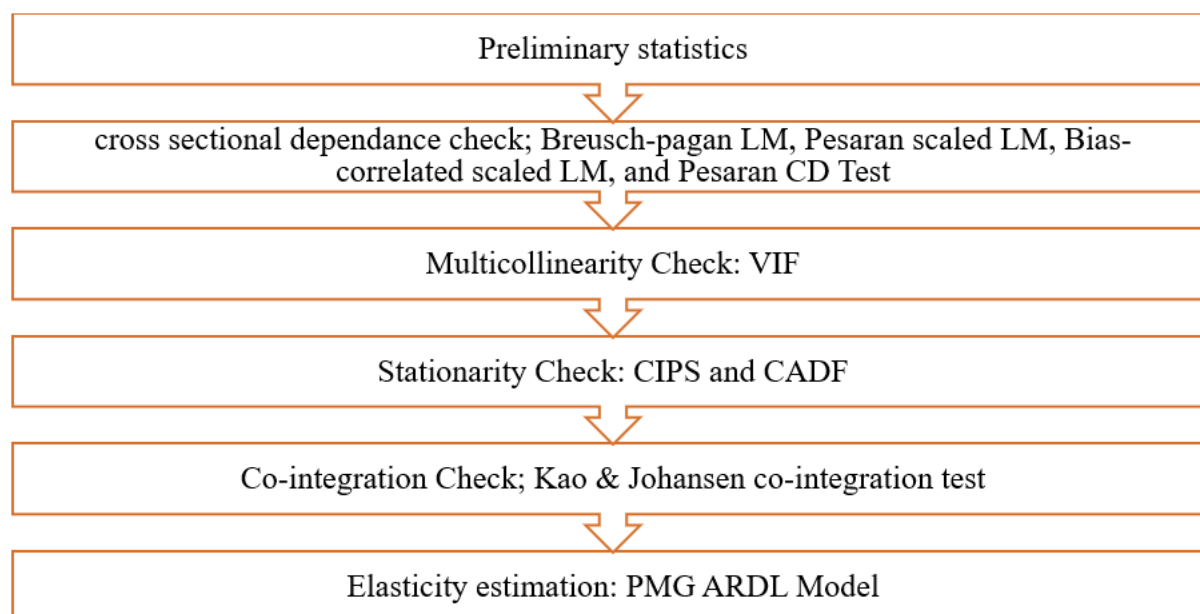 Preliminary statistics
cross sectional dependance check; Breusch-pagan LM, Pesaran scaled LM, Bias-
correlated scaled LM, and Pesaran CD Test
Multicollinearity Check: VIF
Stationarity Check: CIPS and CADF
Co-integration Check; Kao & Johansen co-integration test
Elasticity estimation: PMG ARDL Model